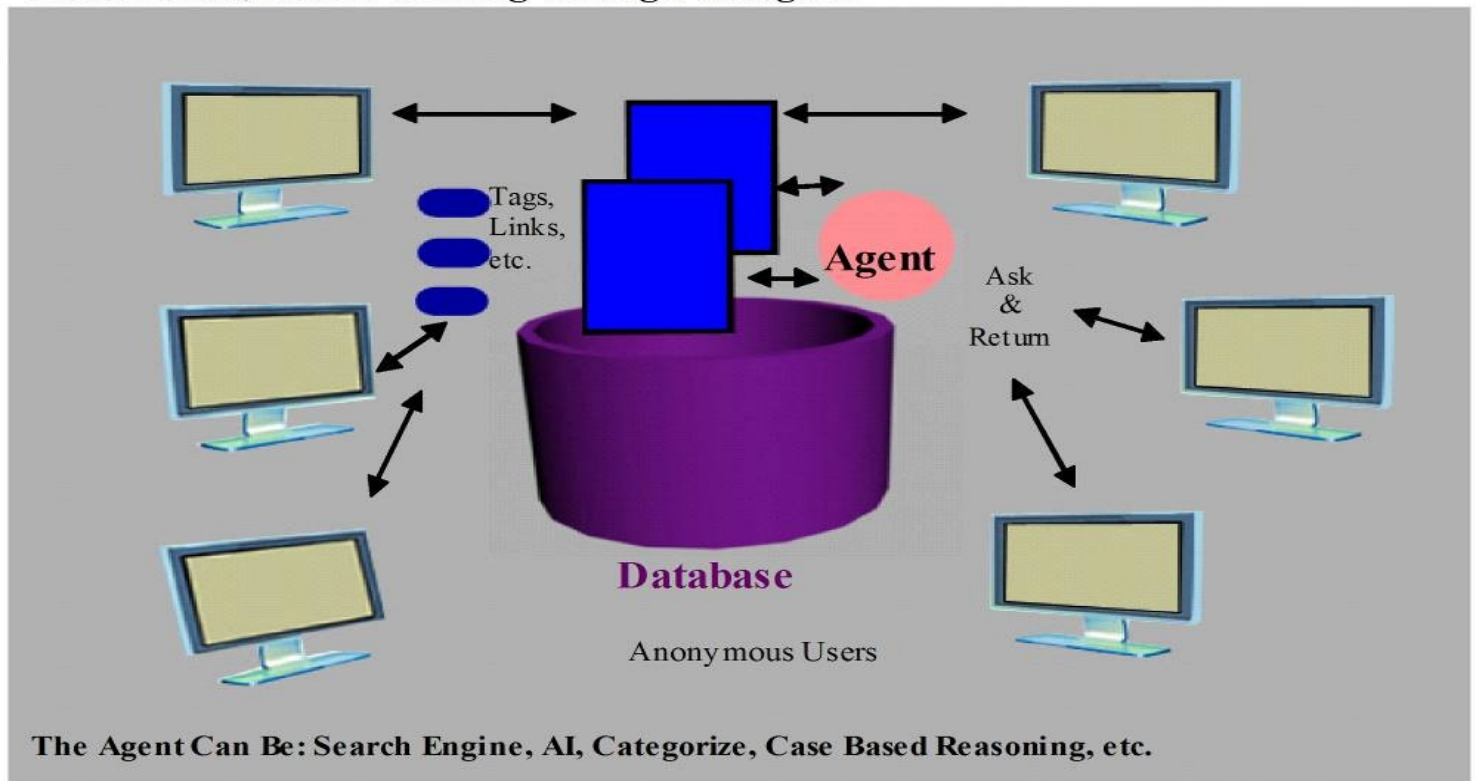 Tags,
Links,
etc.
Agent
Ask
&
Return
Database
Anonymous Users
The Agent Can Be: Search Engine, AI, Categorize, Case Based Reasoning, etc.